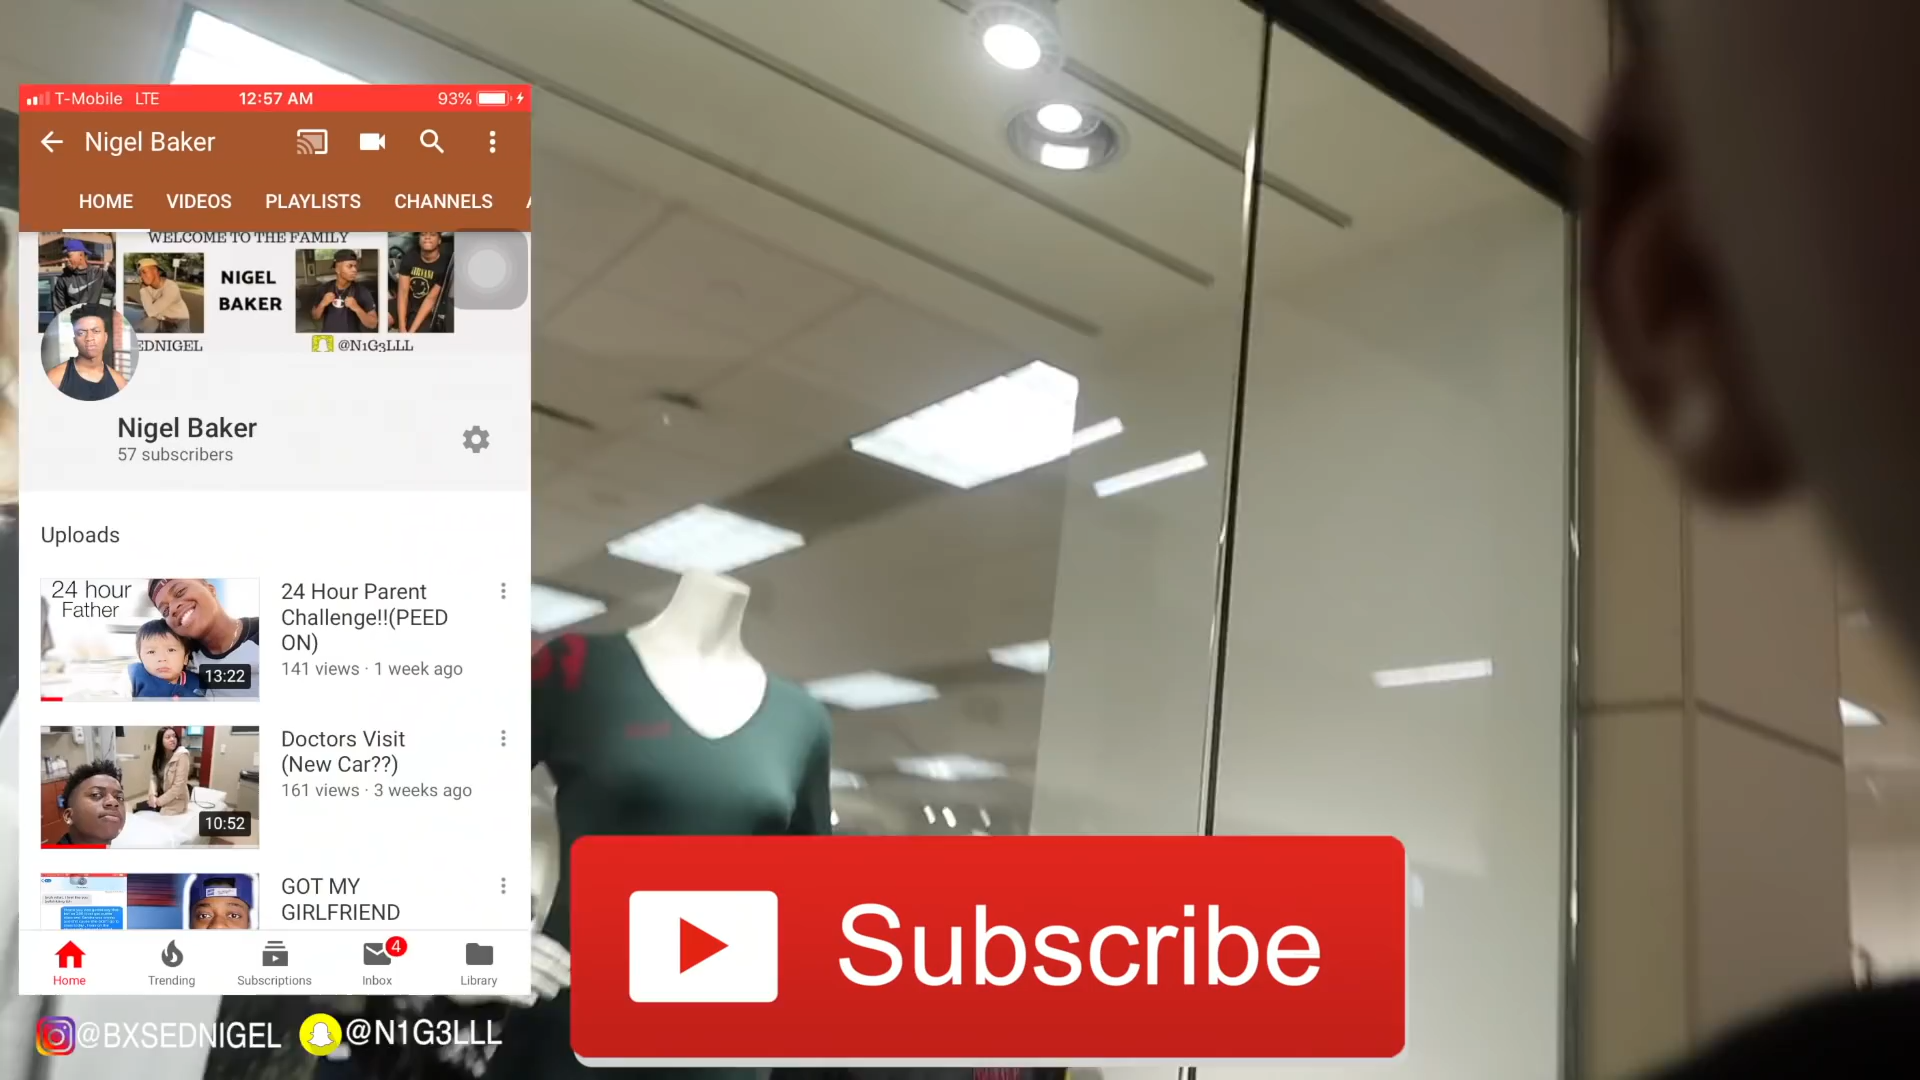 T-Mobile LTE 12:57 AM 93%
Nigel Baker
HOME VIDEOS PLAYLISTS CHANNELS
WELCOME TO THE FAMILY
NIGEL
BAKER
EDNIGEL @N1G3LLL
Nigel Baker
57 subscribers
Uploads
24 hour
Father
13:22
24 Hour Parent
Challenge!!(PEED
ON)
141 views · 1 week ago
10:52
Doctors Visit
(New Car??)
161 views · 3 weeks ago
GOT MY
GIRLFRIEND
4
Home Trending Subscriptions Inbox Library
@BXSEDNIGEL @N1G3LLL
Subscribe